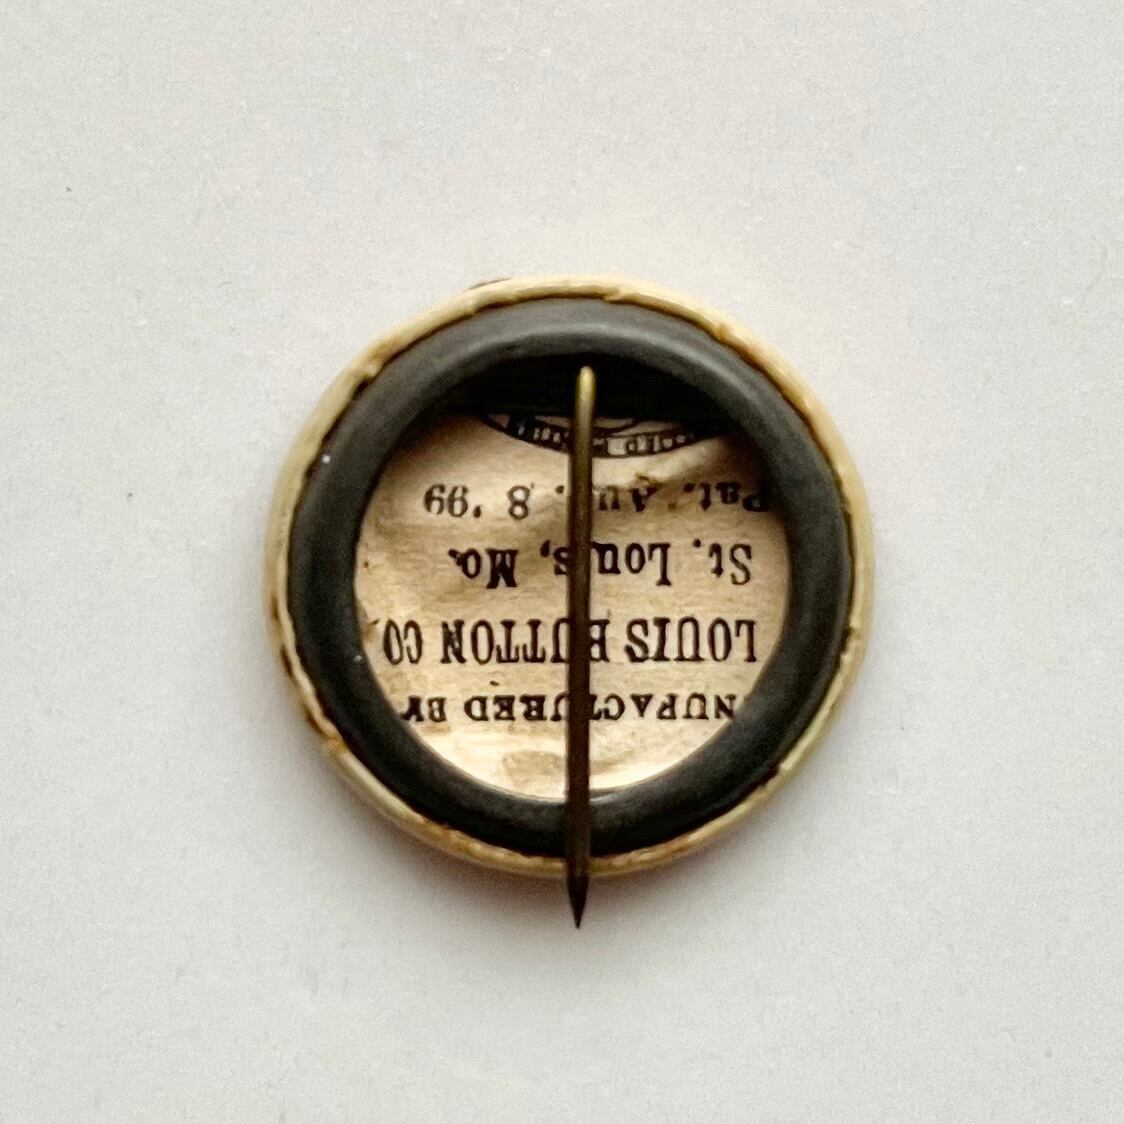 NUFACTURED BY
LOUIS BUTTON CO.
St. Louis, Mo.
Pat. Aug. 8 '99